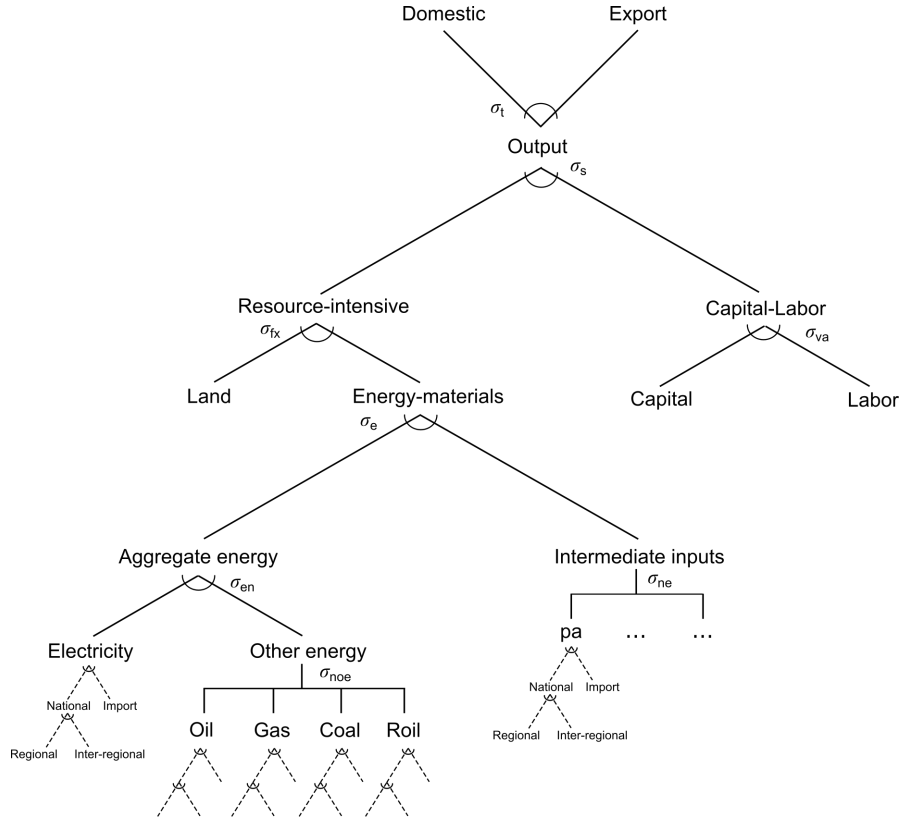 Domestic Export
σt
Output
σs
Resource-intensive Capital-Labor
σfx σva
Land Energy-materials Capital Labor
σe
Aggregate energy Intermediate inputs
σen σne
Electricity Other energy pa ... ...
σnoe
National Import National Import
Oil Gas Coal Roil
Regional Inter-regional Regional Inter-regional